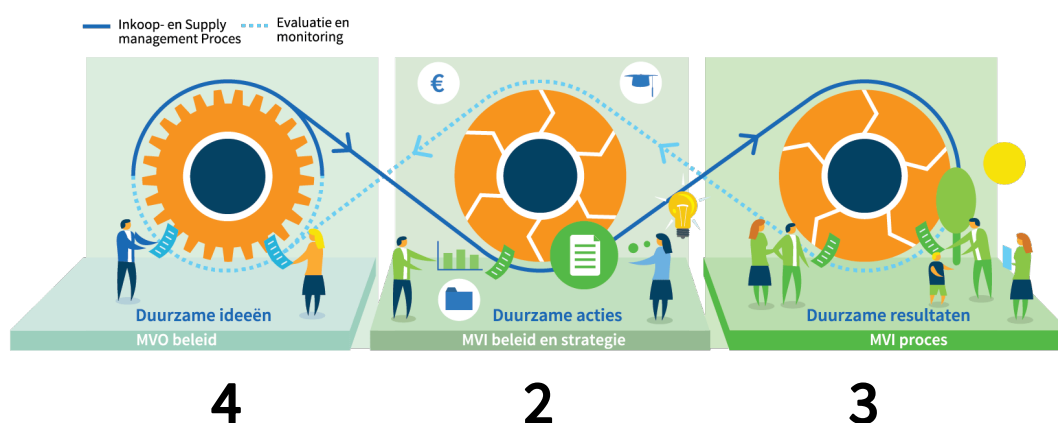 Inkoop- en Supply
management Proces
Evaluatie en
monitoring
€
Duurzame ideeën
MVO beleid
Duurzame acties
MVI beleid en strategie
Duurzame resultaten
MVI proces
4
2
3